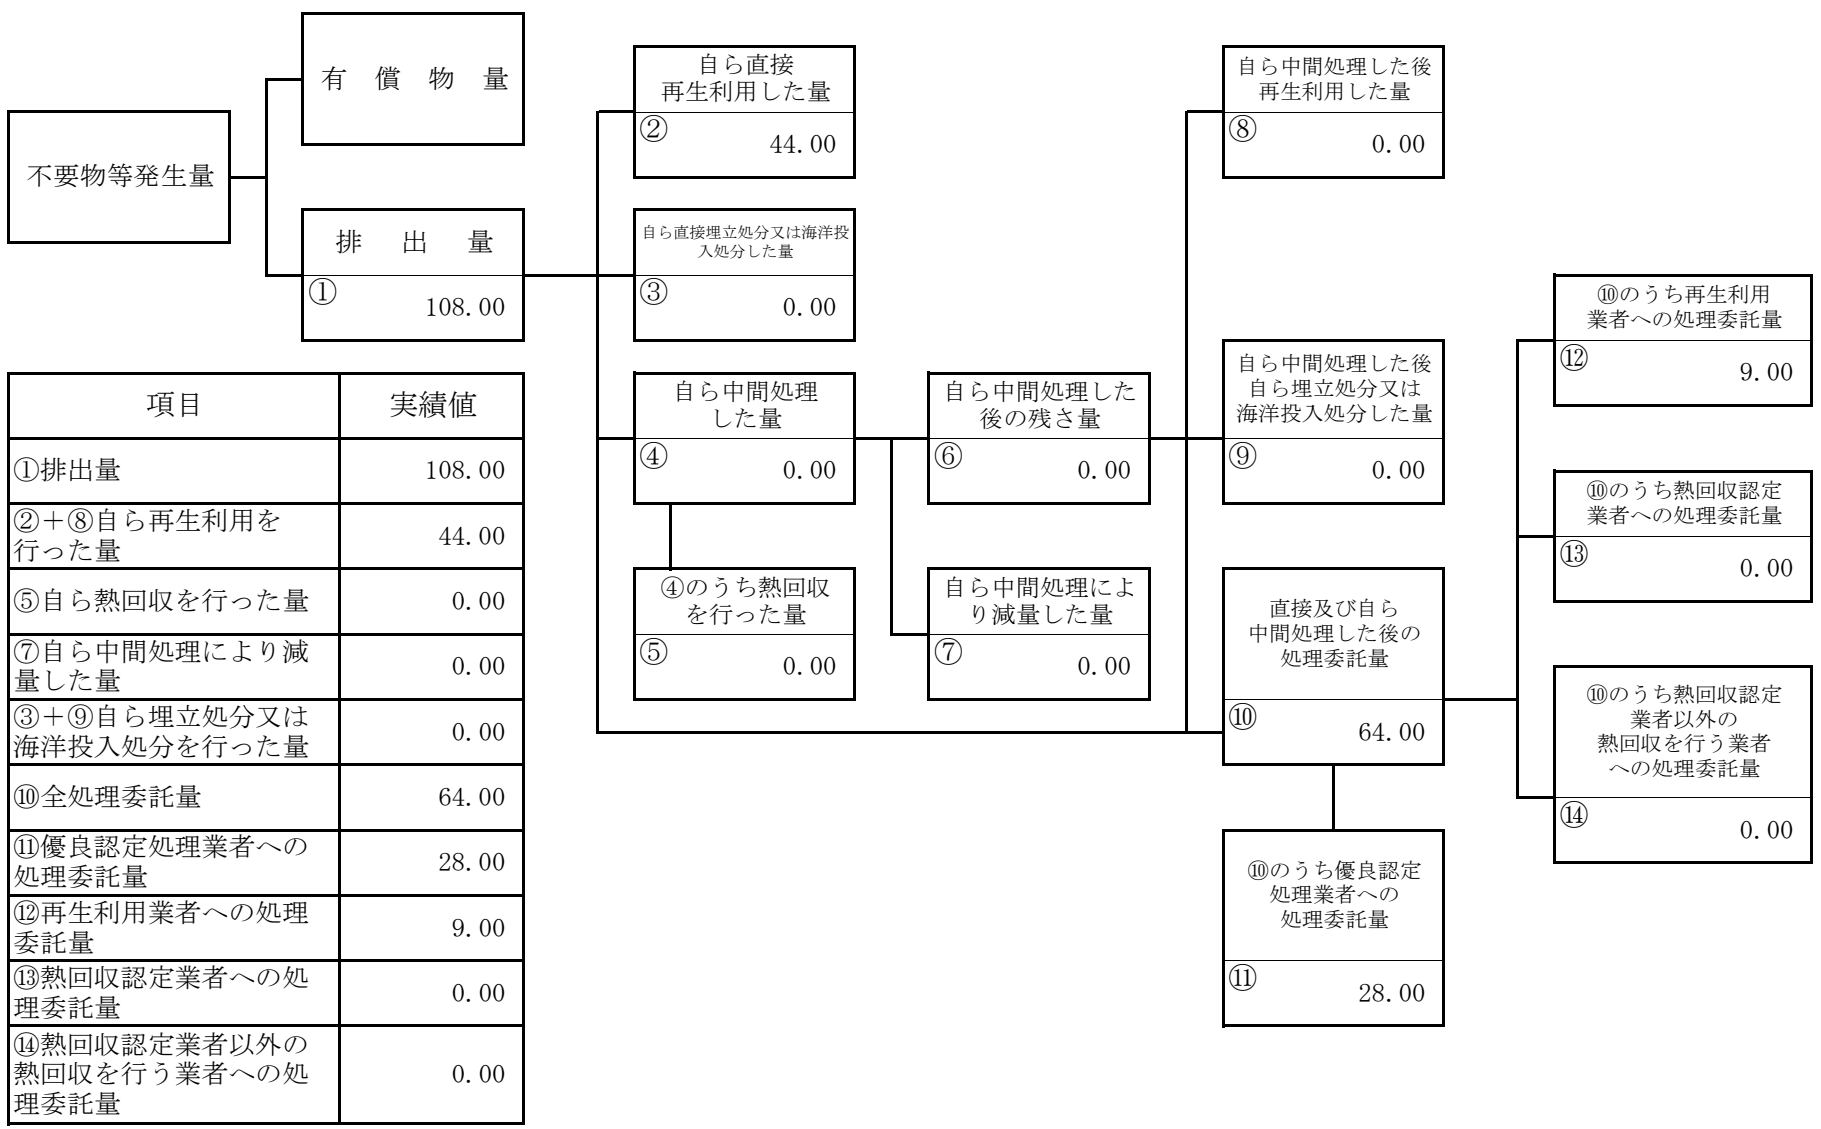 不要物等発生量
有 償 物 量
排 出 量
①
108.00
自ら直接
再生利用した量
②
44.00
自ら直接埋立処分又は海洋投
入処分した量
③
0.00
自ら中間処理
した量
④
0.00
④のうち熱回収
を行った量
⑤
0.00
自ら中間処理した
後の残さ量
⑥
0.00
自ら中間処理によ
り減量した量
⑦
0.00
自ら中間処理した後
再生利用した量
⑧
0.00
自ら中間処理した後
自ら埋立処分又は
海洋投入処分した量
⑨
0.00
直接及び自ら
中間処理した後の
処理委託量
⑩
64.00
⑩のうち優良認定
処理業者への
処理委託量
⑪
28.00
⑩のうち再生利用
業者への処理委託量
⑫
9.00
⑩のうち熱回収認定
業者への処理委託量
⑬
0.00
⑩のうち熱回収認定
業者以外の
熱回収を行う業者
への処理委託量
⑭
0.00
項目 実績値
①排出量 108.00
②＋⑧自ら再生利用を
行った量 44.00
⑤自ら熱回収を行った量 0.00
⑦自ら中間処理により減
量した量 0.00
③＋⑨自ら埋立処分又は
海洋投入処分を行った量 0.00
⑩全処理委託量 64.00
⑪優良認定処理業者への
処理委託量 28.00
⑫再生利用業者への処理
委託量 9.00
⑬熱回収認定業者への処
理委託量 0.00
⑭熱回収認定業者以外の
熱回収を行う業者への処
理委託量 0.00